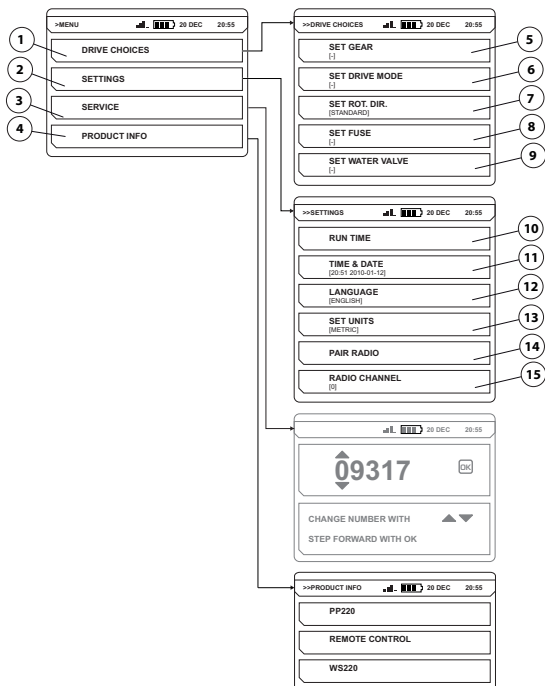 >MENU 20 DEC 20:55
1 DRIVE CHOICES
2 SETTINGS
3 SERVICE
4 PRODUCT INFO
>>DRIVE CHOICES 20 DEC 20:55
SET GEAR 5
[-]
SET DRIVE MODE 6
[-]
SET ROT. DIR. 7
[STANDARD]
SET FUSE 8
[-]
SET WATER VALVE 9
[-]
>>SETTINGS 20 DEC 20:55
RUN TIME 10
TIME & DATE 11
[20:51 2010-01-12]
LANGUAGE 12
[ENGLISH]
SET UNITS 13
[METRIC]
PAIR RADIO 14
RADIO CHANNEL 15
[0]
20 DEC 20:55
09317 OK
CHANGE NUMBER WITH
STEP FORWARD WITH OK
>>PRODUCT INFO 20 DEC 20:55
PP220
REMOTE CONTROL
WS220